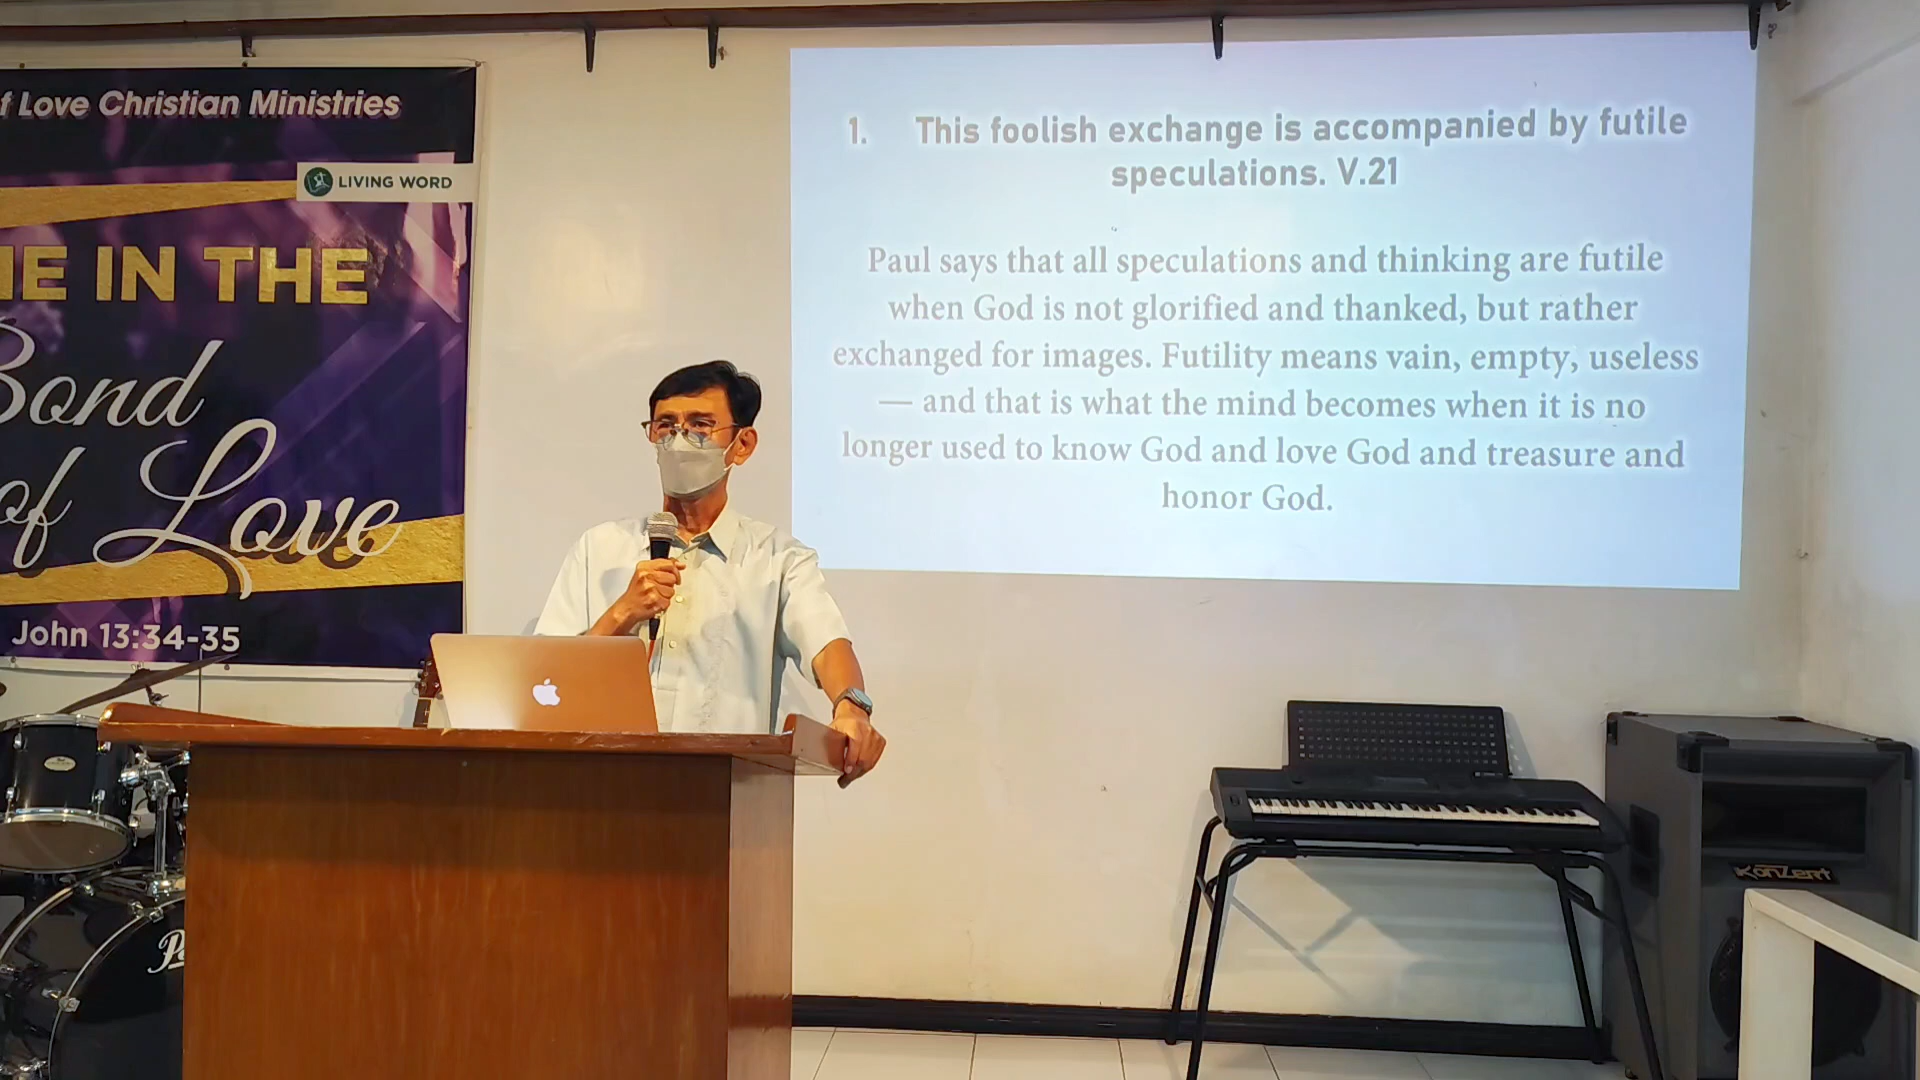 f Love Christian Ministries
LIVING WORD
IN THE
Bond
of Love
John 13:34-35
1. This foolish exchange is accompanied by futile
speculations. V.21
Paul says that all speculations and thinking are futile
when God is not glorified and thanked, but rather
exchanged for images. Futility means vain, empty, useless
— and that is what the mind becomes when it is no
longer used to know God and love God and treasure and
honor God.
KonZert